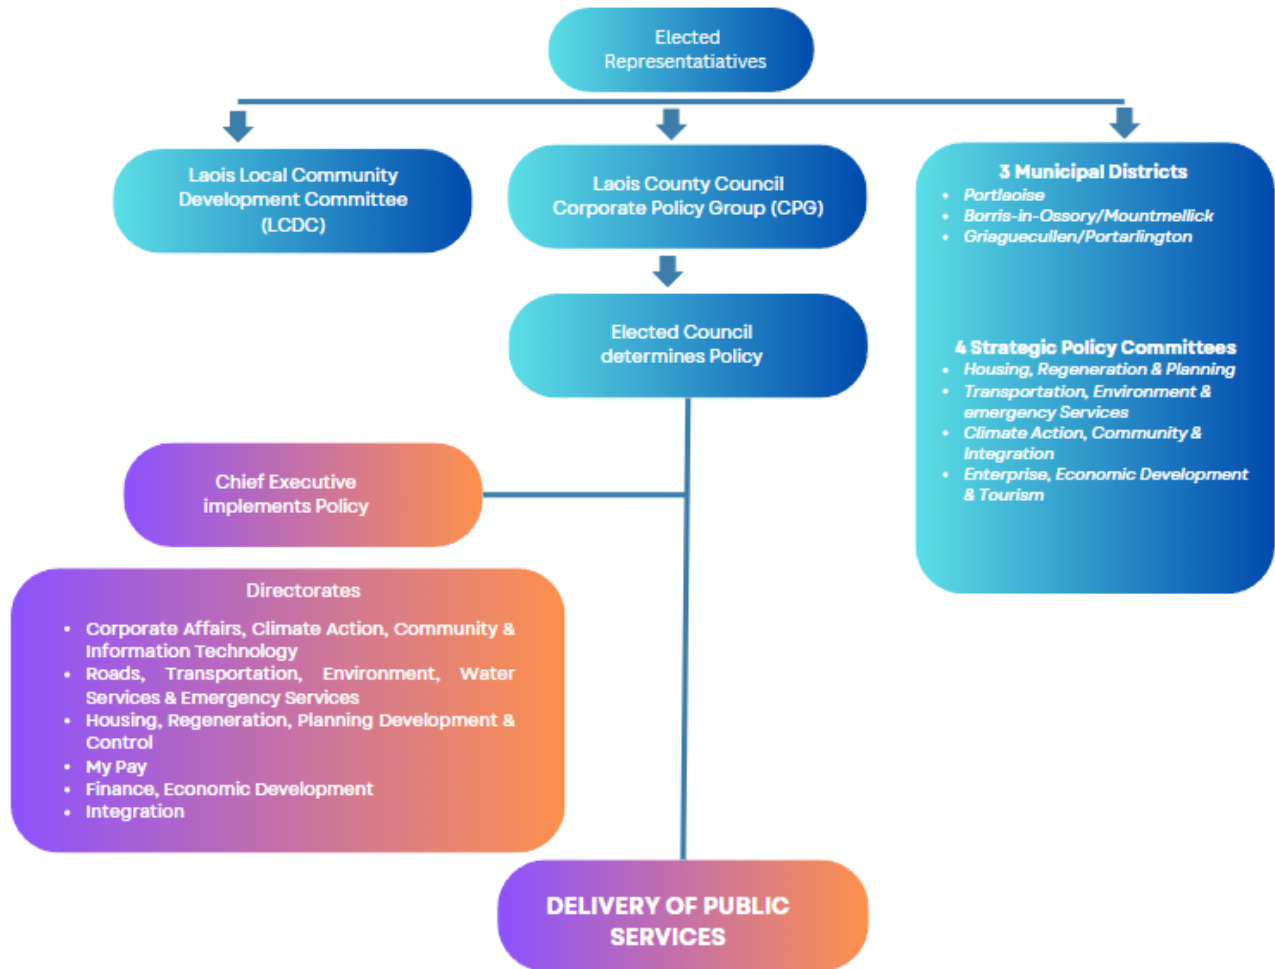 Elected
Representatiatives
Laois Local Community
Development Committee
(LCDC)
Laois County Council
Corporate Policy Group (CPG)
3 Municipal Districts
• Portlaoise
• Borris-in-Ossory/Mountmellick
• Griaguecullen/Portarlington
Elected Council
determines Policy
4 Strategic Policy Committees
• Housing, Regeneration & Planning
• Transportation, Environment &
emergency Services
• Climate Action, Community &
Integration
• Enterprise, Economic Development
& Tourism
Chief Executive
implements Policy
Directorates
• Corporate Affairs, Climate Action, Community &
Information Technology
• Roads, Transportation, Environment, Water
Services & Emergency Services
• Housing, Regeneration, Planning Development &
Control
• My Pay
• Finance, Economic Development
• Integration
DELIVERY OF PUBLIC
SERVICES